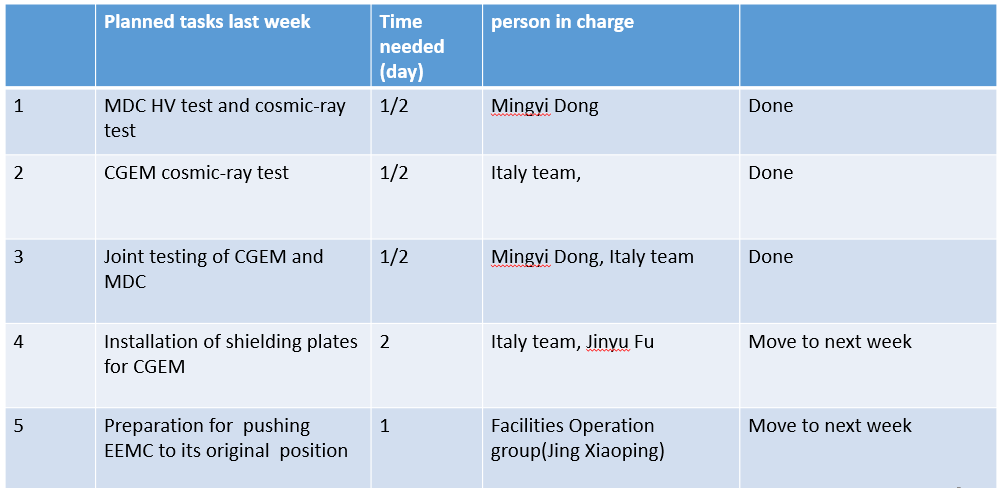 Planned tasks last week
Time
needed
(day)
person in charge
1
MDC HV test and cosmic-ray
test
1/2
Mingyi Dong
Done
2
CGEM cosmic-ray test
1/2
Italy team,
Done
3
Joint testing of CGEM and
MDC
1/2
Mingyi Dong, Italy team
Done
4
Installation of shielding plates
for CGEM
2
Italy team, Jinyu Fu
Move to next week
5
Preparation for  pushing
EEMC to its original  position
1
Facilities Operation
group(Jing Xiaoping)
Move to next week